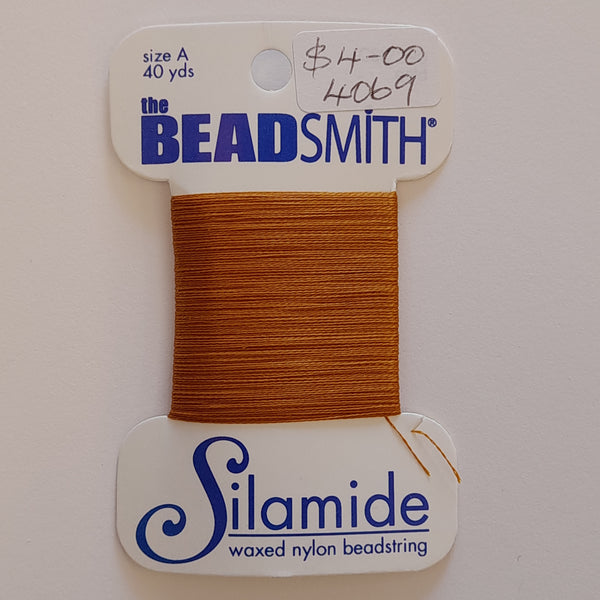 size A
40 yds
$4-00
4069
the
BEADSMiTH®
Silamide
waxed nylon beadstring